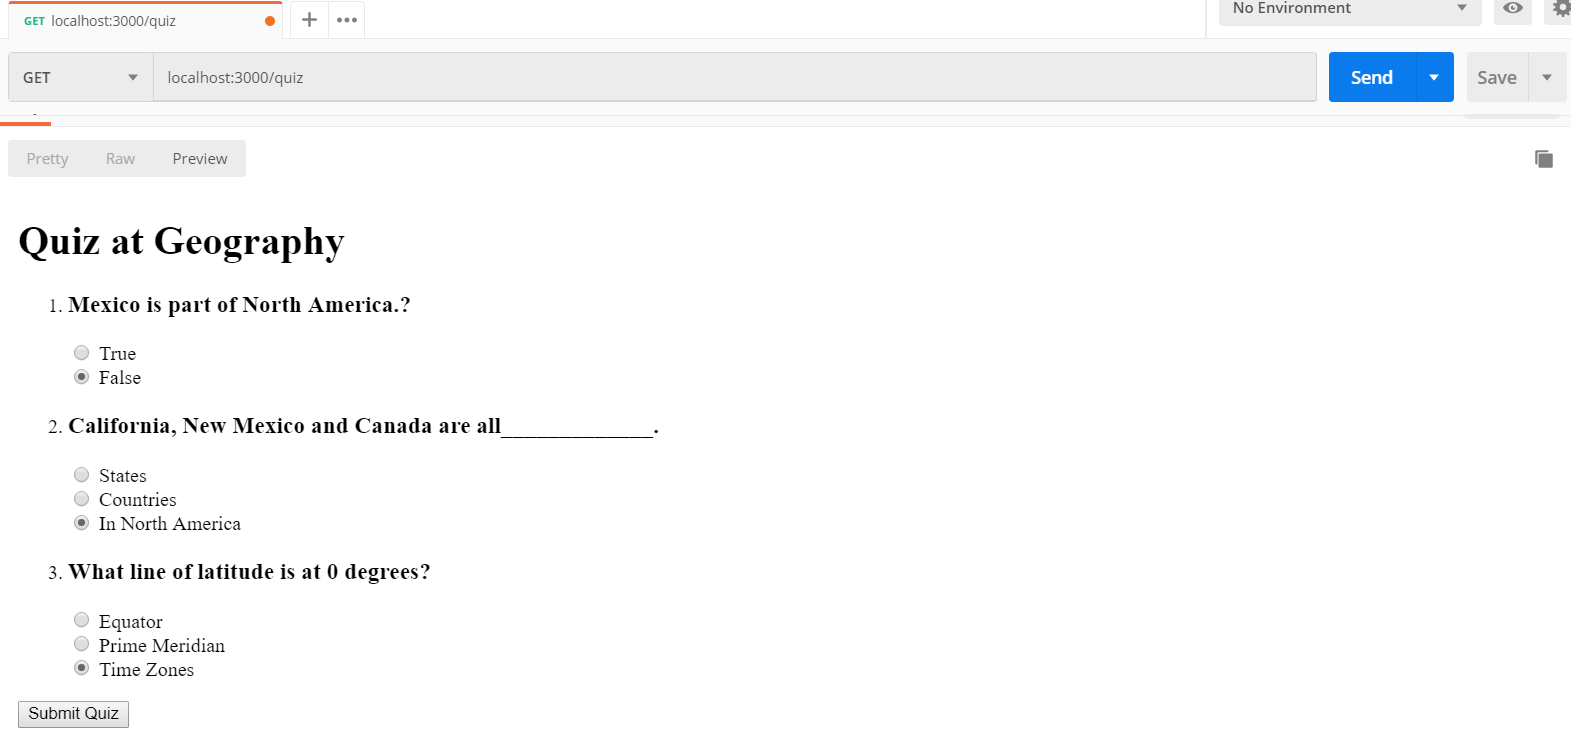 GET localhost:3000/quiz
No Environment
GET
localhost:3000/quiz
Send
Save
Pretty Raw Preview
Quiz at Geography
1. Mexico is part of North America.?
True
False
2. California, New Mexico and Canada are all_____________.
States
Countries
In North America
3. What line of latitude is at 0 degrees?
Equator
Prime Meridian
Time Zones
Submit Quiz